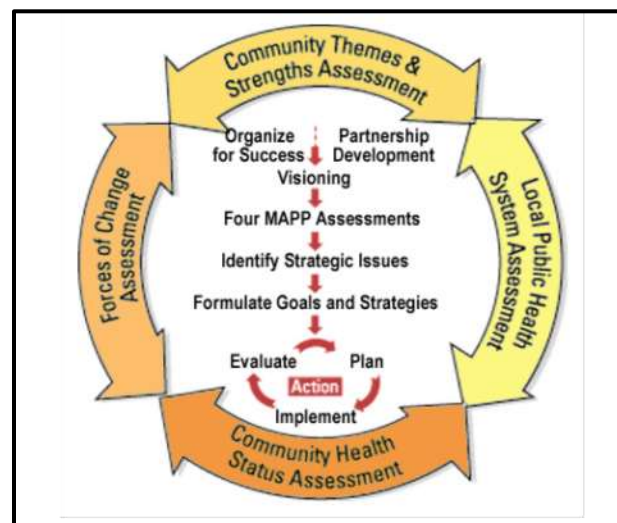 Community Themes &
Strengths Assessment
Organize
for Success
Partnership
Development
Visioning
Four MAPP Assessments
Identify Strategic Issues
Formulate Goals and Strategies
Evaluate
Plan
Action
Implement
Forces of Change
Assessment
Local Public Health
System Assessment
Community Health
Status Assessment